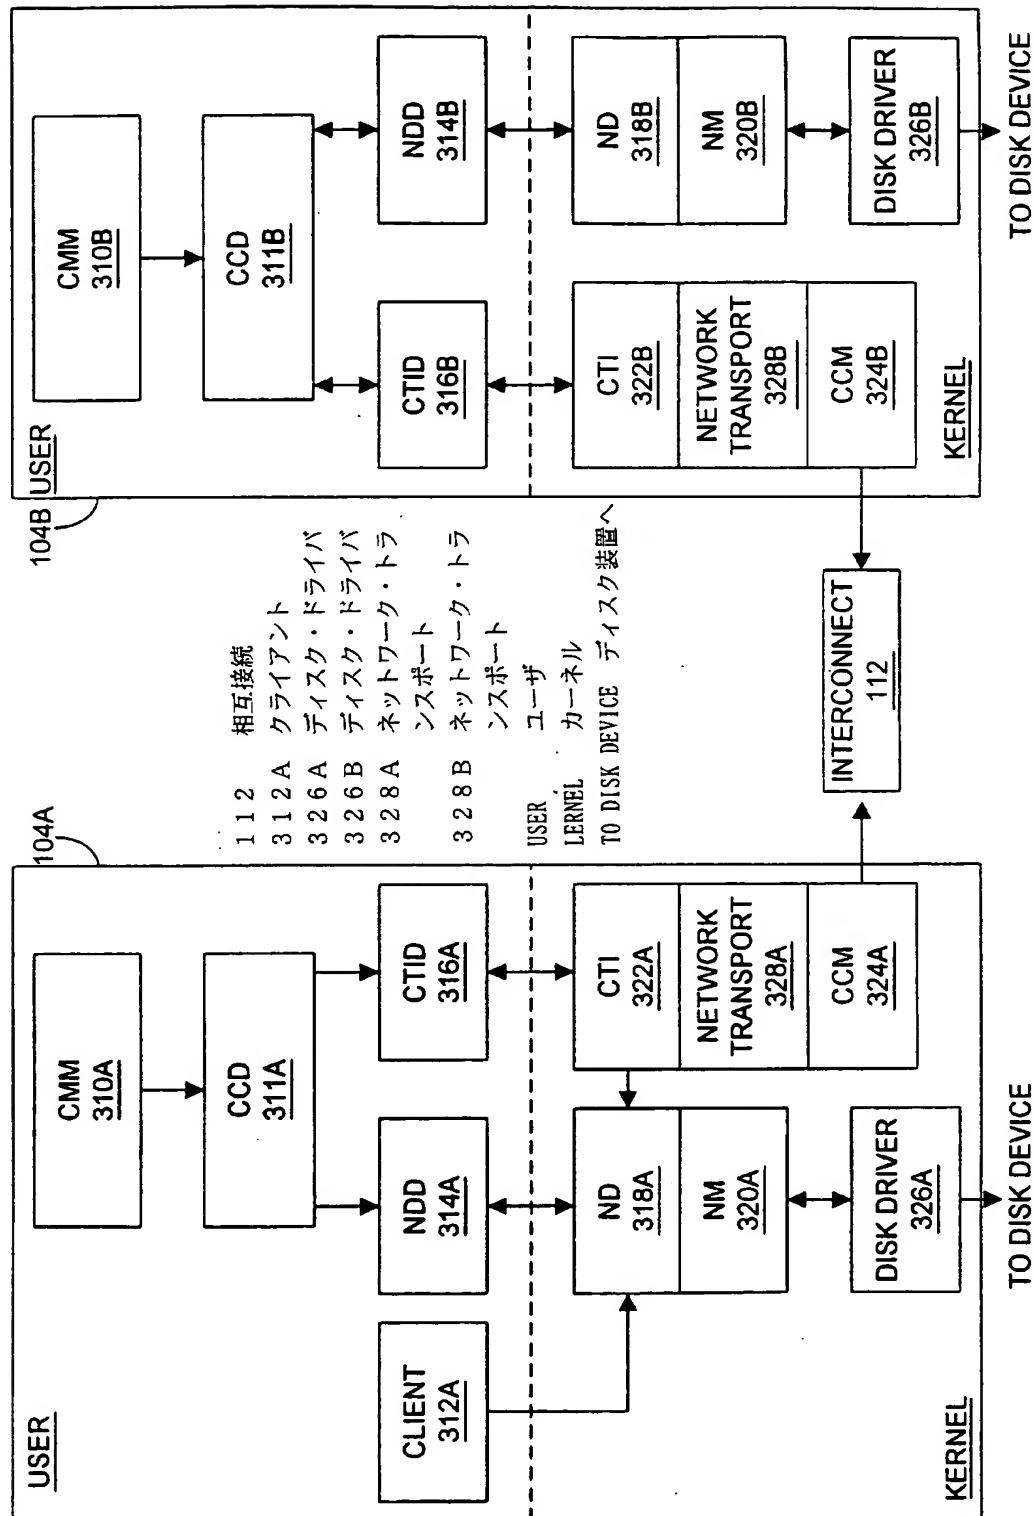 104A
USER
CMM
310A
CCD
311A
CLIENT
312A
NDD
314A
CTID
316A
ND
318A
NM
320A
CTI
322A
NETWORK
TRANSPORT
328A
CCM
324A
DISK DRIVER
326A
KERNEL
TO DISK DEVICE
INTERCONNECT
112
112 相互接続
312A クライアント
326A ディスク・ドライバ
326B ディスク・ドライバ
328A ネットワーク・トラ
ンスポート
328B ネットワーク・トラ
ンスポート
USER ユーザ
LERNEL カーネル
TO DISK DEVICE ディスク装置へ
104B
USER
CMM
310B
CCD
311B
CTID
316B
NDD
314B
CTI
322B
NETWORK
TRANSPORT
328B
CCM
324B
ND
318B
NM
320B
DISK DRIVER
326B
KERNEL
TO DISK DEVICE